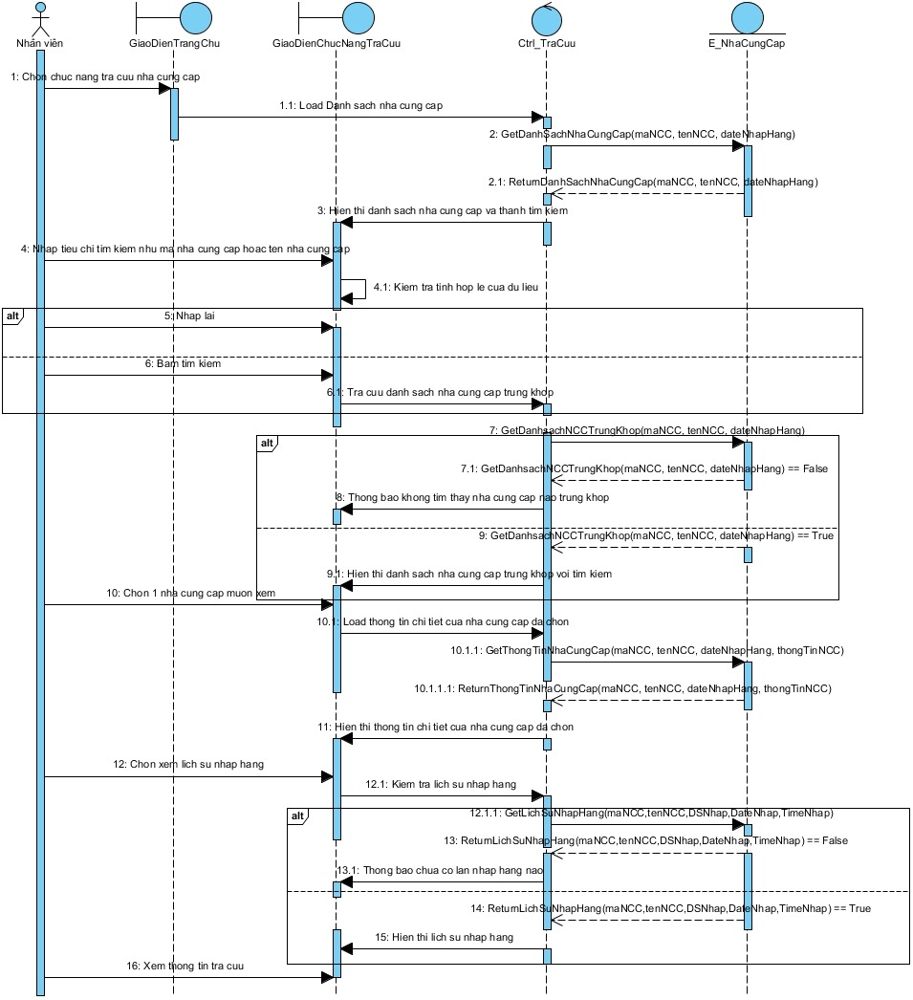 Nhân viên
GiaoDienTrangChu
GiaoDienChucNangTraCuu
Ctrl_TraCuu
E_NhaCungCap
1: Chon chuc nang tra cuu nha cung cap
1.1: Load Danh sach nha cung cap
2: GetDanhSachNhaCungCap(maNCC, tenNCC, dateNhapHang)
2.1: ReturnDanhSachNhaCungCap(maNCC, tenNCC, dateNhapHang)
3: Hien thi danh sach nha cung cap va thanh tim kiem
4: Nhap tieu chi tim kiem nhu ma nha cung cap hoac ten nha cung cap
4.1: Kiem tra tinh hop le cua du lieu
alt
5: Nhap lai
6: Bam tim kiem
6.1: Tra cuu danh sach nha cung cap trung khop
alt
7: GetDanhsachNCCTrungKhop(maNCC, tenNCC, dateNhapHang)
7.1: GetDanhsachNCCTrungKhop(maNCC, tenNCC, dateNhapHang) == False
8: Thong bao khong tim thay nha cung cap nao trung khop
9: GetDanhsachNCCTrungKhop(maNCC, tenNCC, dateNhapHang) == True
9.1: Hien thi danh sach nha cung cap trung khop voi tim kiem
10: Chon 1 nha cung cap muon xem
10.1: Load thong tin chi tiet cua nha cung cap da chon
10.1.1: GetThongTinNhaCungCap(maNCC, tenNCC, dateNhapHang, thongTinNCC)
10.1.1.1: ReturnThongTinNhaCungCap(maNCC, tenNCC, dateNhapHang, thongTinNCC)
11: Hien thi thong tin chi tiet cua nha cung cap da chon
12: Chon xem lich su nhap hang
12.1: Kiem tra lich su nhap hang
alt
12.1.1: GetLichSuNhapHang(maNCC,tenNCC,DSNhap,DateNhap,TimeNhap)
13: ReturnLichSuNhapHang(maNCC,tenNCC,DSNhap,DateNhap,TimeNhap) == False
13.1: Thong bao chua co lan nhap hang nao
14: ReturnLichSuNhapHang(maNCC,tenNCC,DSNhap,DateNhap,TimeNhap) == True
15: Hien thi lich su nhap hang
16: Xem thong tin tra cuu